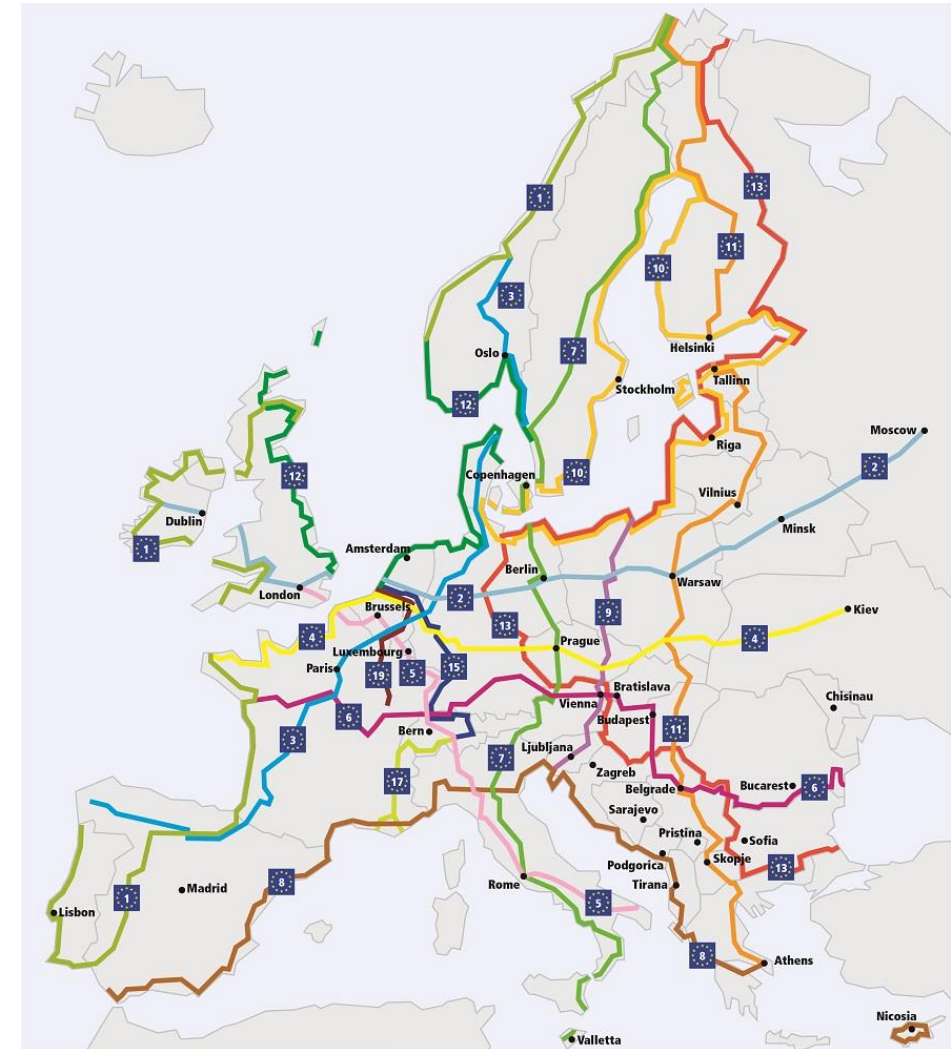 13
1
11
10
3
Oslo
Helsinki
7
Tallinn
Stockholm
12
Moscow
Riga
2
10
Copenhagen
12
Vilnius
Dublin
Minsk
1
Amsterdam
Berlin
Warsaw
London
2
Brussels
Kiev
9
13
4
4
Prague
Luxembourg
15
Paris
5
19
Bratislava
Chisinau
Vienna
6
Budapest
11
Bern
3
Ljubljana
7
Zagreb
17
Belgrade
Bucarest
6
Sarajevo
Pristina
Sofia
Podgorica
Skopje
13
8
Rome
Tirana
Madrid
1
5
Lisbon
8
Athens
Nicosia
Valletta